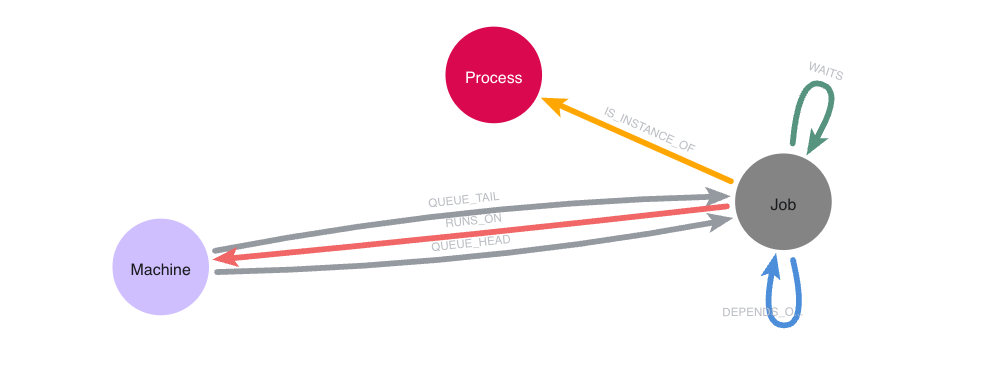 WAITS
Process
IS_INSTANCE_OF
QUEUE_TAIL
Job
RUNS_ON
QUEUE_HEAD
Machine
DEPENDS_ON